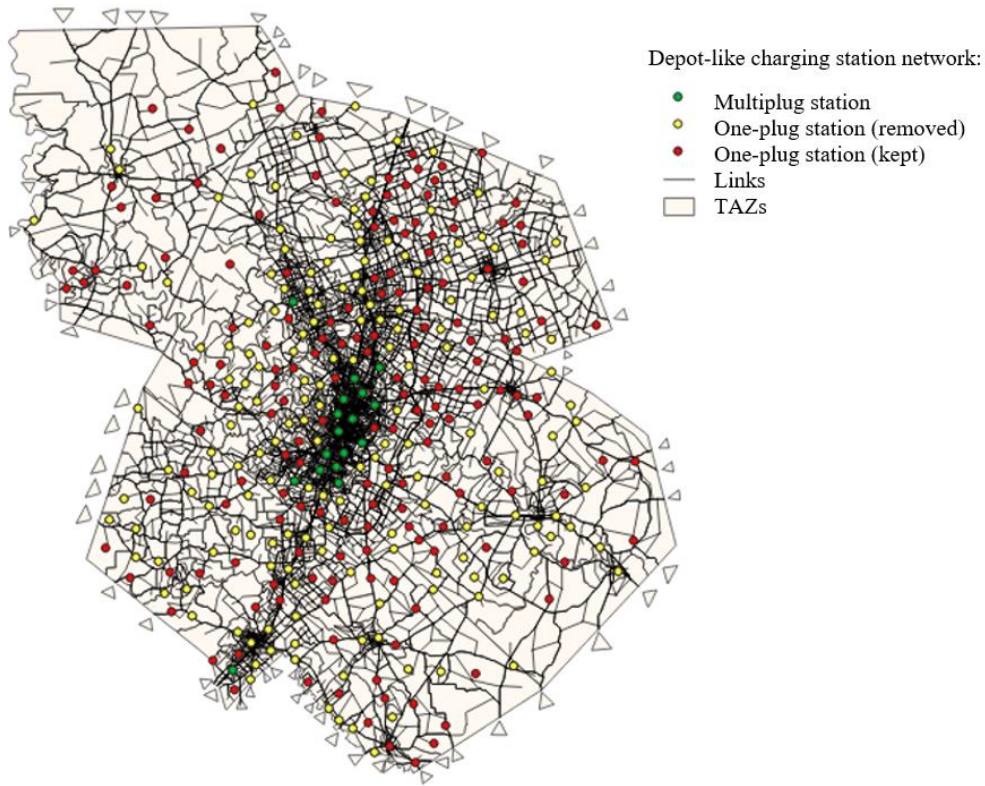 Depot-like charging station network:
Multiplug station
One-plug station (removed)
One-plug station (kept)
Links
TAZs